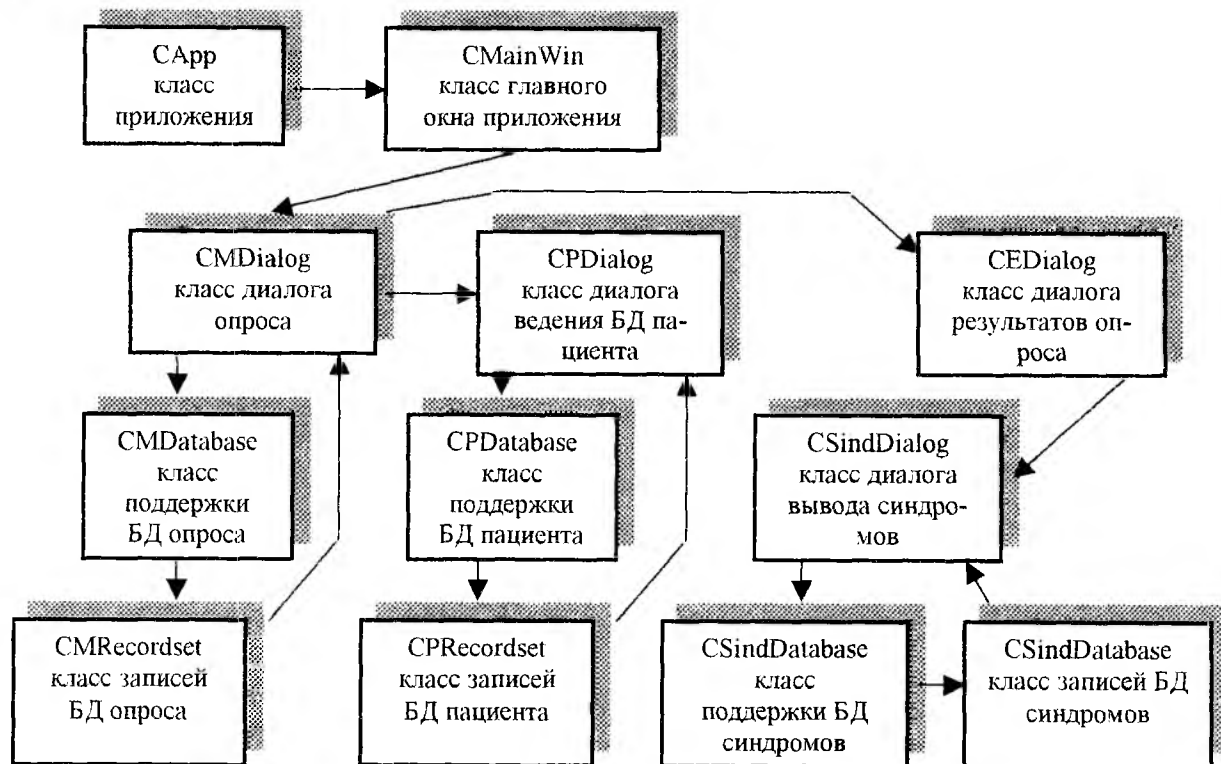 CApp
класс
приложения
CMainWin
класс главного
окна приложения
CMDialog
класс диалога
опроса
CPDialog
класс диалога
ведения БД па-
циента
CEDialog
класс диалога
результатов оп-
роса
CMDatabase
класс
поддержки
БД опроса
CPDatabase
класс
поддержки
БД пациента
CSindDialog
класс диалога
вывода синдро-
мов
CMRecordset
класс записей
БД опроса
CPRecordset
класс записей
БД пациента
CSindDatabase
класс
поддержки БД
синдромов
CSindDatabase
класс записей БД
синдромов